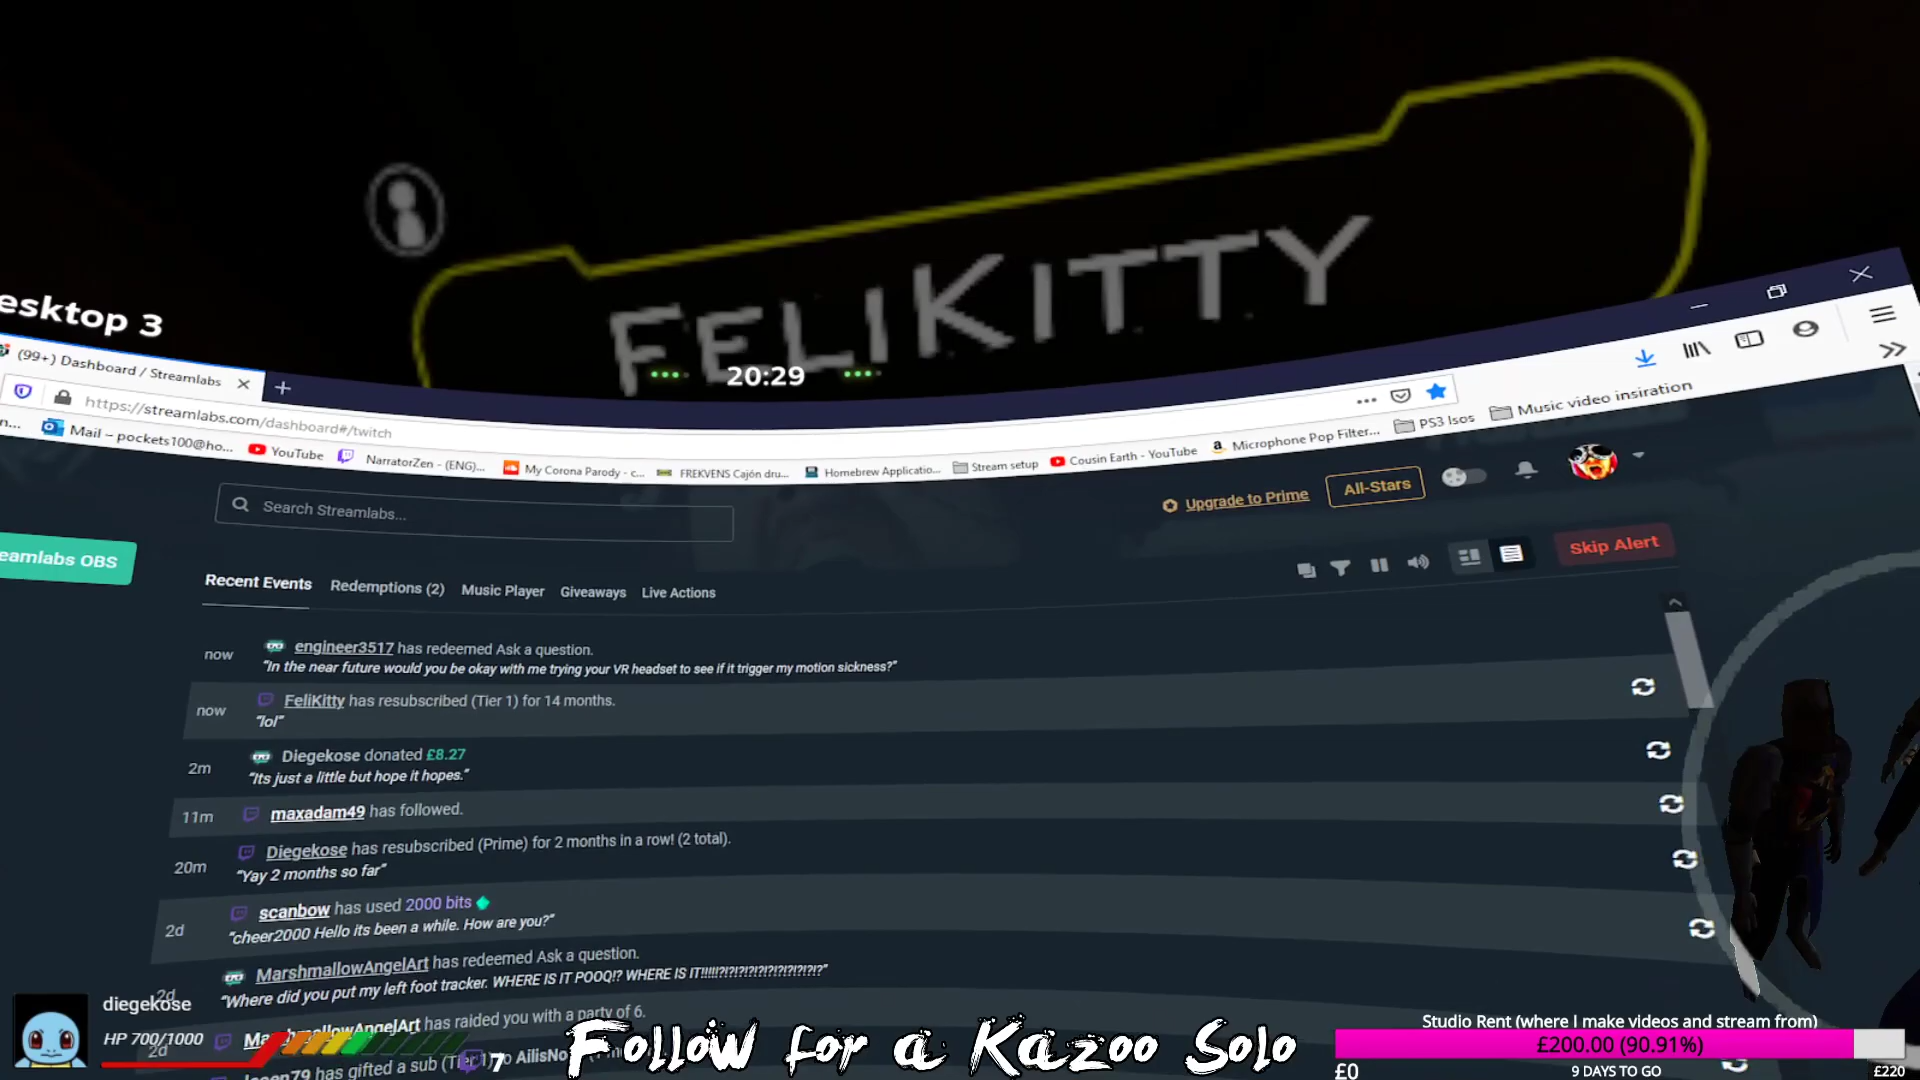 FELIKITTY
esktop 3
20:29
(99+) Dashboard / Streamlabs
https://streamlabs.com/dashboard#/twitch
n... Mail – pockets100@ho... YouTube NarratorZen - (ENG)... My Corona Parody - c... FREKVENS Cajón dru... Homebrew Applicatio... Stream setup Cousin Earth - YouTube Microphone Pop Filter... PS3 Isos Music video insiration
Search Streamlabs...
Upgrade to Prime All-Stars
eamlabs OBS
Skip Alert
Recent Events Redemptions (2) Music Player Giveaways Live Actions
now engineer3517 has redeemed Ask a question.
"In the near future would you be okay with me trying your VR headset to see if it trigger my motion sickness?"
now FeliKitty has resubscribed (Tier 1) for 14 months.
"lol"
2m Diegekose donated £8.27
"Its just a little but hope it hopes."
11m maxadam49 has followed.
20m Diegekose has resubscribed (Prime) for 2 months in a row! (2 total).
"Yay 2 months so far"
2d scanbow has used 2000 bits
"cheer2000 Hello its been a while. How are you?"
2d MarshmallowAngelArt has redeemed Ask a question.
"Where did you put my left foot tracker. WHERE IS IT POOQ!? WHERE IS IT!!!!!?!?!?!?!?!?!?!?!?!?!?"
2d MarshmallowAngelArt has raided you with a party of 6.
has gifted a sub (Tier 1) to
diegekose
HP 700/1000
7
Follow for a Kazoo Solo
Studio Rent (where I make videos and stream from)
£200.00 (90.91%)
£0 9 DAYS TO GO £220